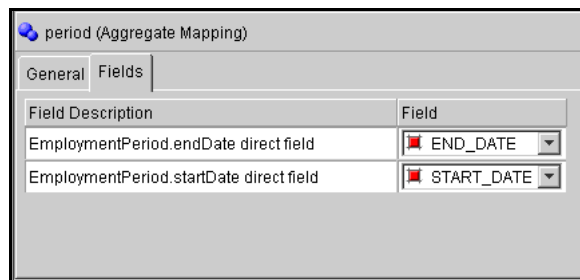 period (Aggregate Mapping)
General Fields
Field Description Field
EmploymentPeriod.endDate direct field END_DATE
EmploymentPeriod.startDate direct field START_DATE